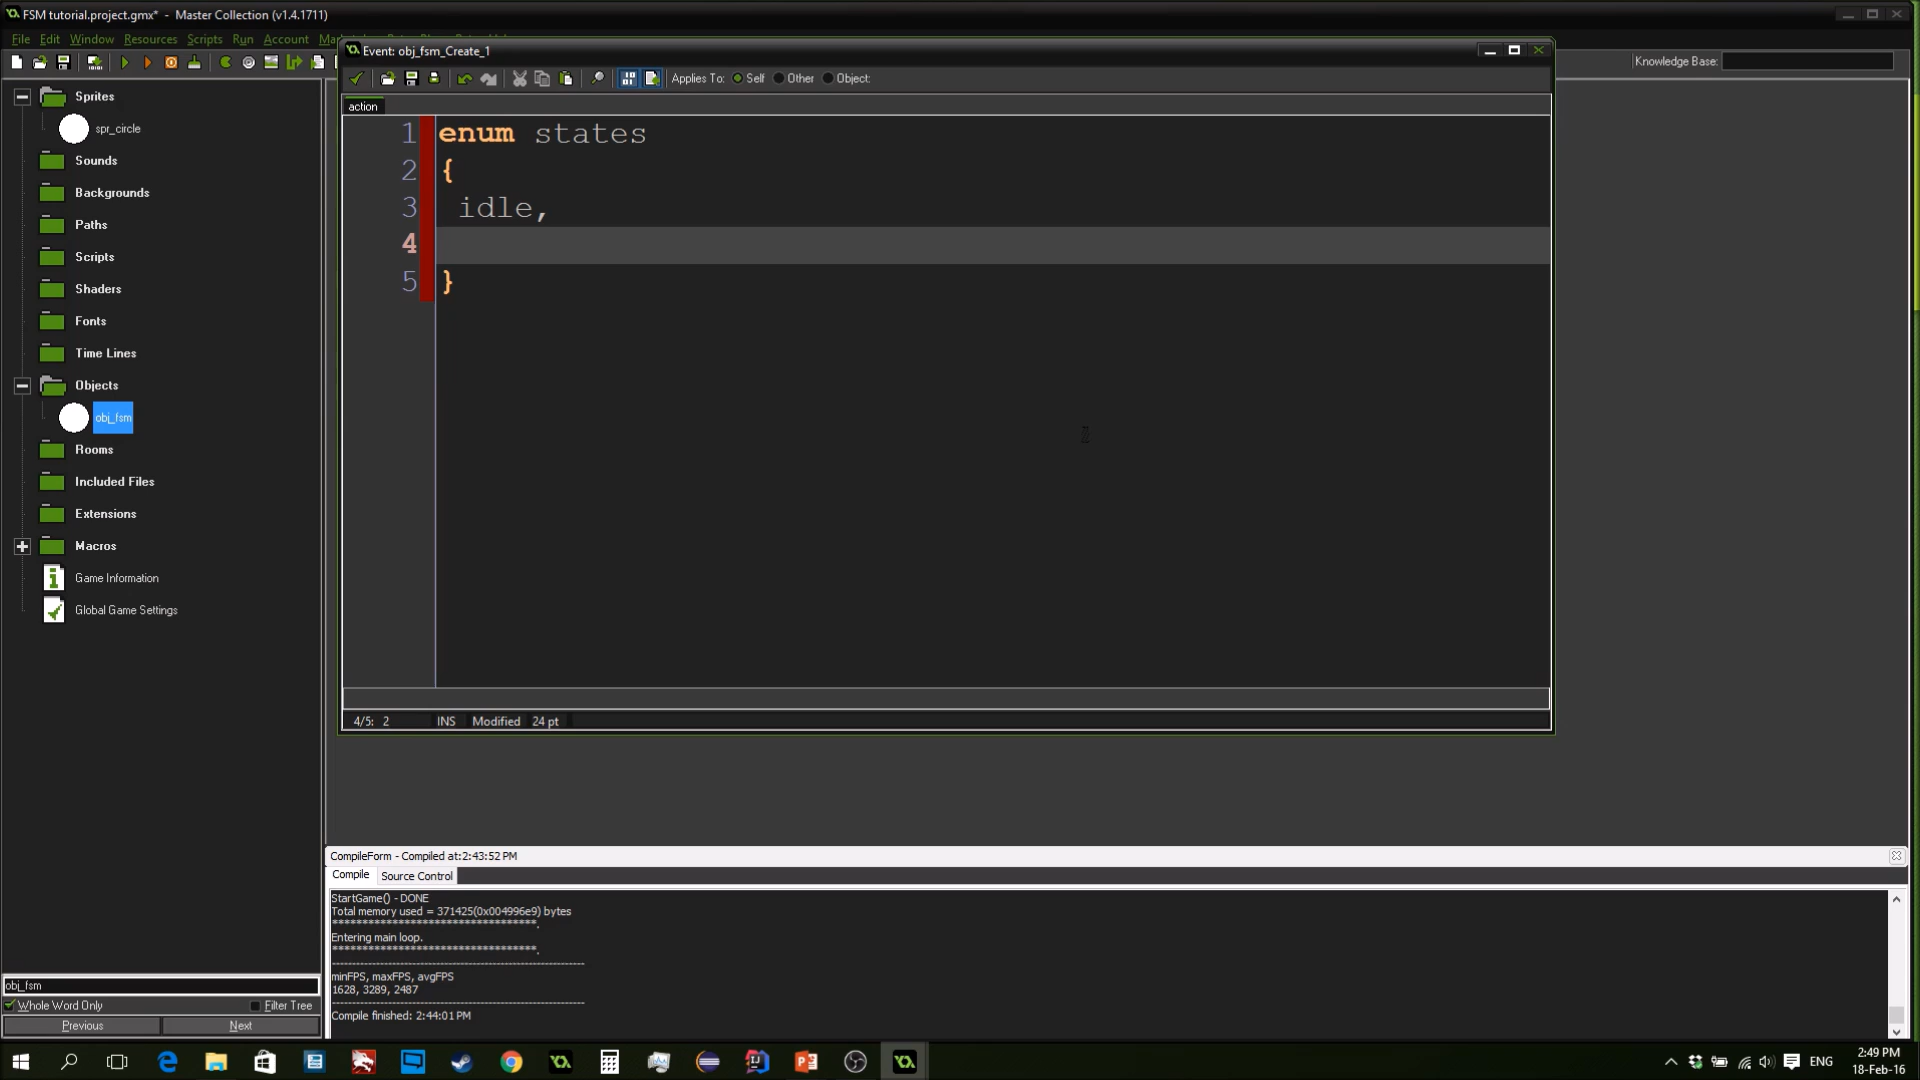 FSM tutorial.project.gmx* - Master Collection (v1.4.1711)
File Edit Window Resources Scripts Run Account
Event: obj_fsm_Create_1
Applies To: Self Other Object:
Knowledge Base:
action
1 enum states
2 {
3 idle,
4
5 }
4/5: 2 INS Modified 24 pt
Sprites
spr_circle
Sounds
Backgrounds
Paths
Scripts
Shaders
Fonts
Time Lines
Objects
obj_fsm
Rooms
Included Files
Extensions
Macros
Game Information
Global Game Settings
obj_fsm
Whole Word Only Filter Tree
Previous Next
CompileForm - Compiled at:2:43:52 PM
Compile Source Control
StartGame() - DONE
Total memory used = 371425(0x004996e9) bytes
***********************************.
Entering main loop.
***********************************.
minFPS, maxFPS, avgFPS
1628, 3289, 2487
Compile finished: 2:44:01 PM
ENG
2:49 PM
18-Feb-16